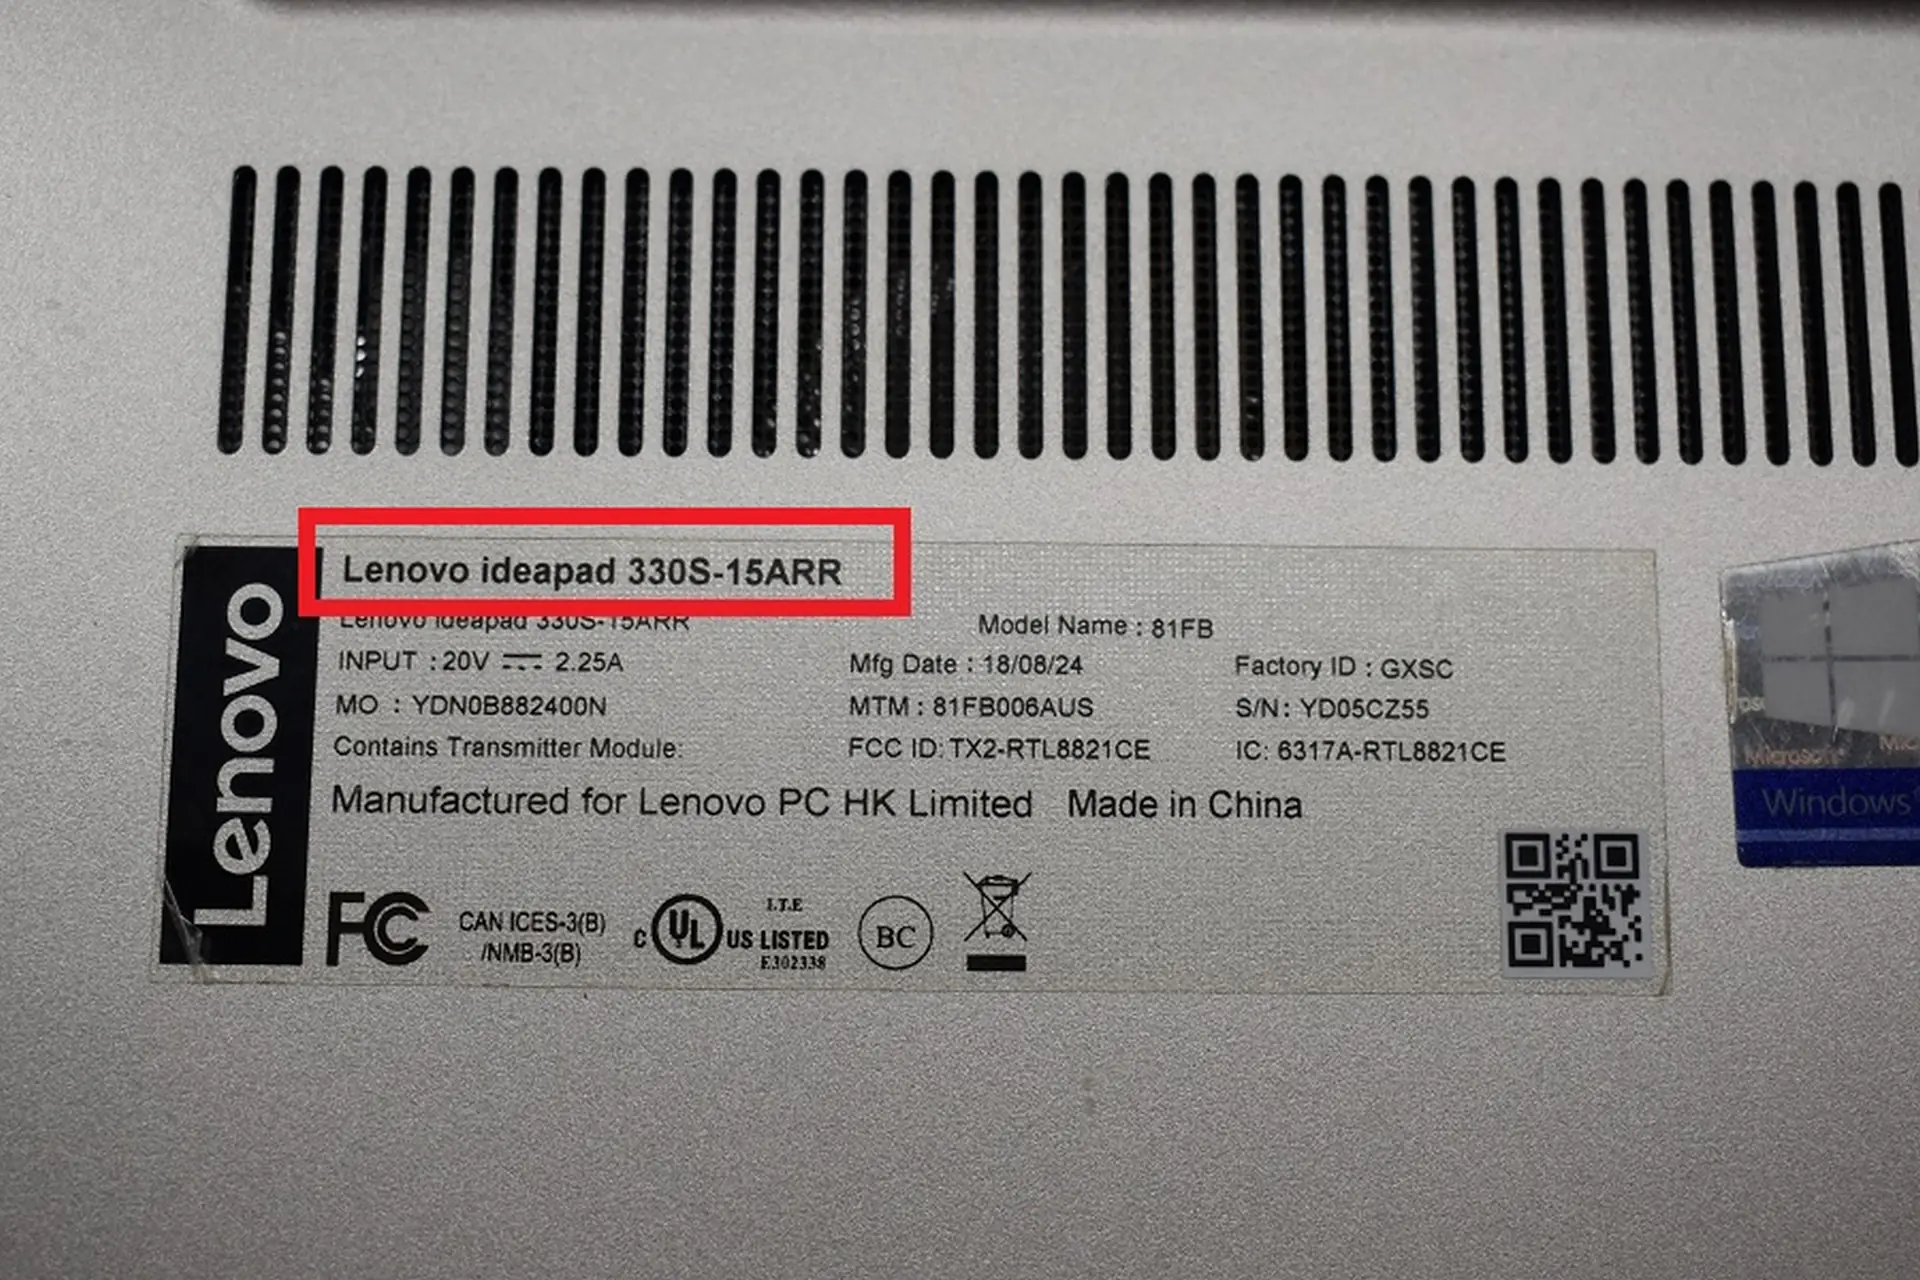 Lenovo
Lenovo ideapad 330S-15ARR
Lenovo ideapad 330S-15ARR
Model Name : 81FB
INPUT : 20V 2.25A
Mfg Date : 18/08/24
Factory ID : GXSC
MO : YDN0B882400N
MTM : 81FB006AUS
S/N: YD05CZ55
Contains Transmitter Module:
FCC ID: TX2-RTL8821CE
IC: 6317A-RTL8821CE
Manufactured for Lenovo PC HK Limited Made in China
FC
CAN ICES-3(B)
/NMB-3(B)
C UL US LISTED
I.T.E
E302338
BC
Microsoft
Windows